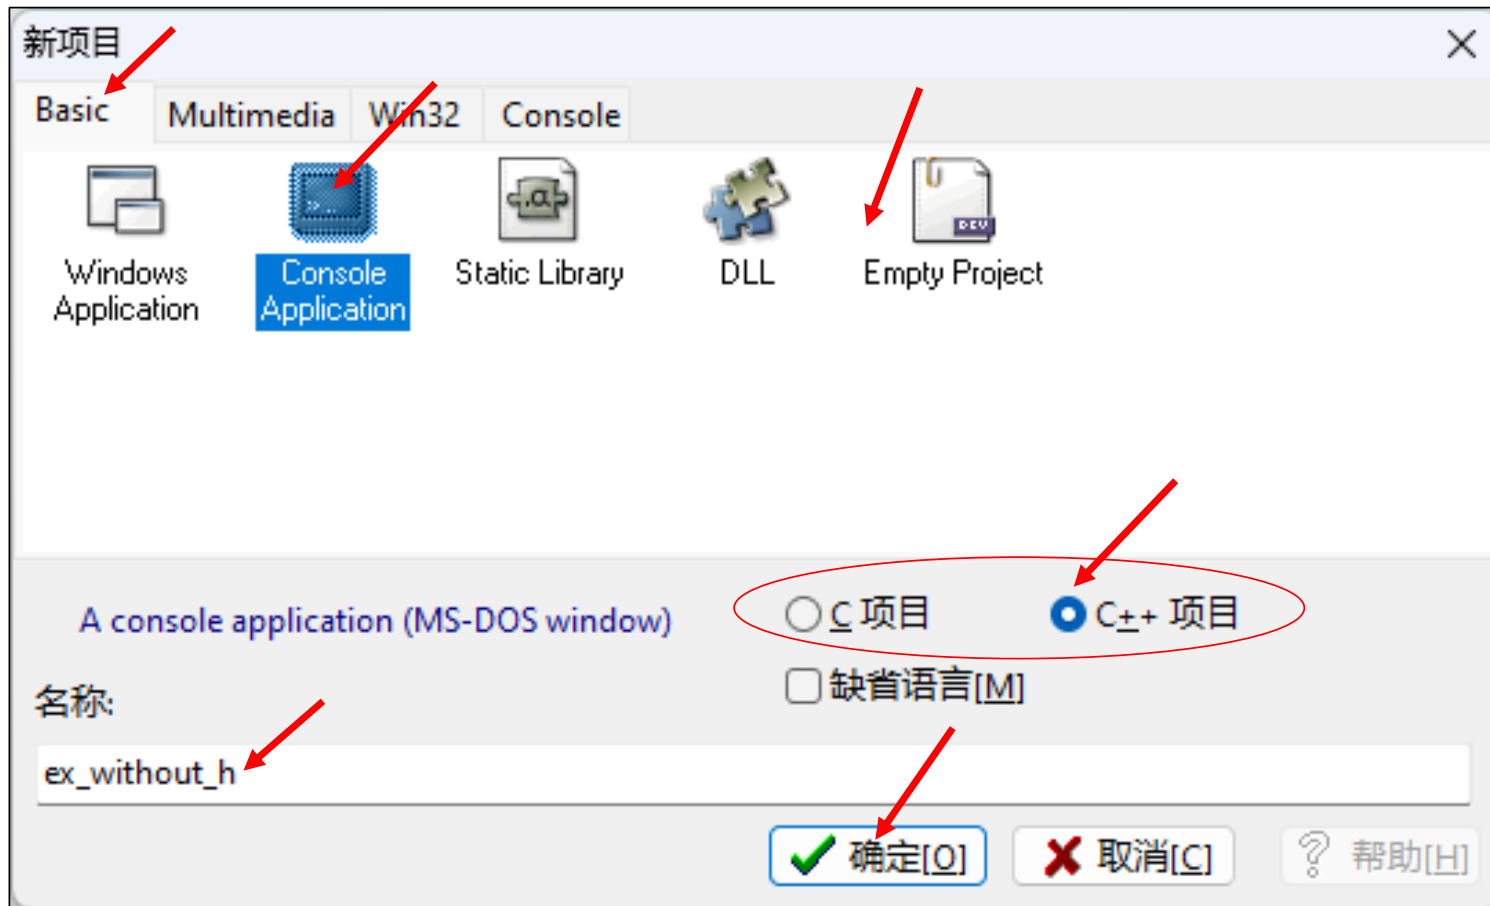 新项目
Basic
Multimedia
Win32
Console
Windows
Application
Console
Application
Static Library
DLL
Empty Project
.α
DEV
A console application (MS-DOS window)
C 项目
C++ 项目
缺省语言[M]
名称:
ex_without_h
确定[O]
取消[C]
帮助[H]